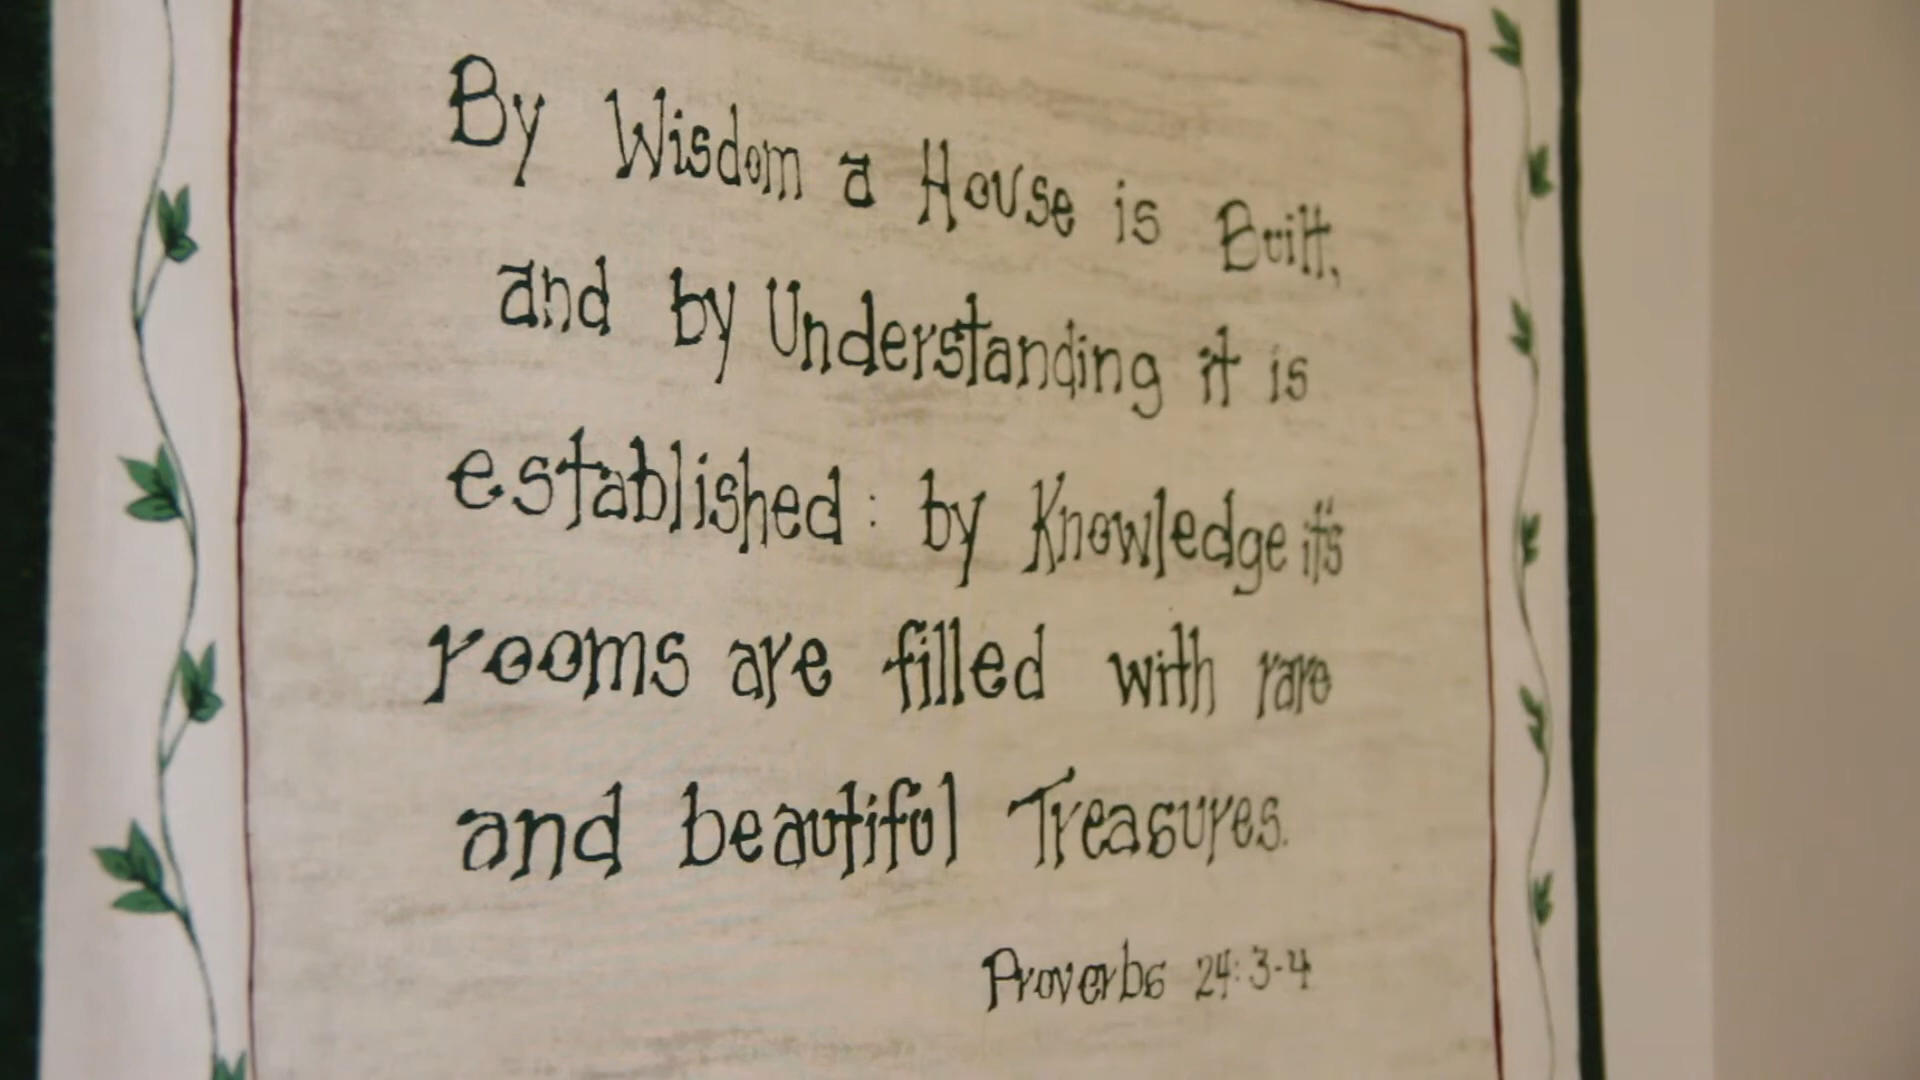 By Wisdom a House is Built,
and by Understanding it is
established: by Knowledge it's
rooms are filled with rare
and beautiful Treasures.
Proverbs 24:3-4